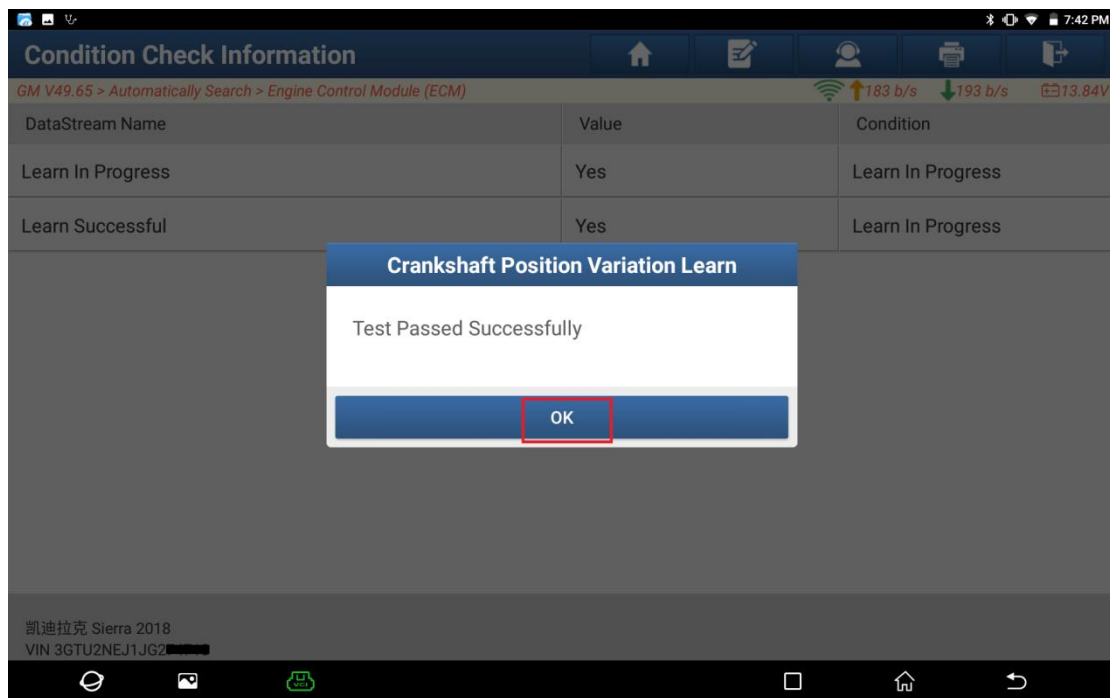 7:42 PM
Condition Check Information
GM V49.65 > Automatically Search > Engine Control Module (ECM) 183 b/s 193 b/s 13.84V
DataStream Name Value Condition
Learn In Progress Yes Learn In Progress
Learn Successful Yes Learn In Progress
Crankshaft Position Variation Learn
Test Passed Successfully
OK
凯迪拉克 Sierra 2018
VIN 3GTU2NEJ1JG2
VCI